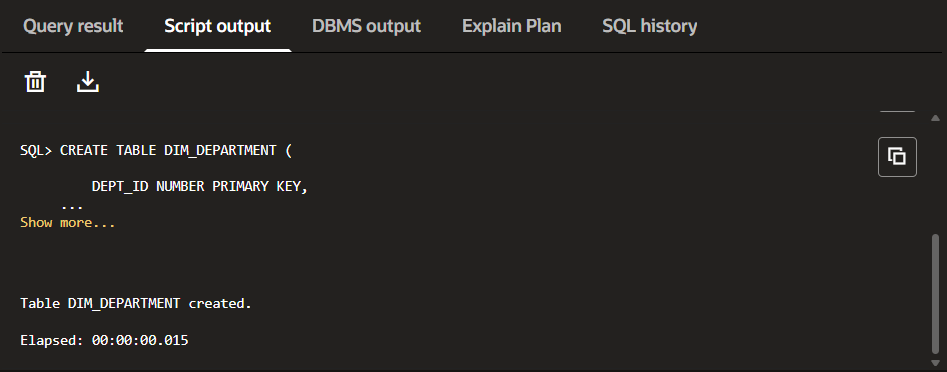 Query result Script output DBMS output Explain Plan SQL history
SQL> CREATE TABLE DIM_DEPARTMENT (
DEPT_ID NUMBER PRIMARY KEY,
...
Show more...
Table DIM_DEPARTMENT created.
Elapsed: 00:00:00.015